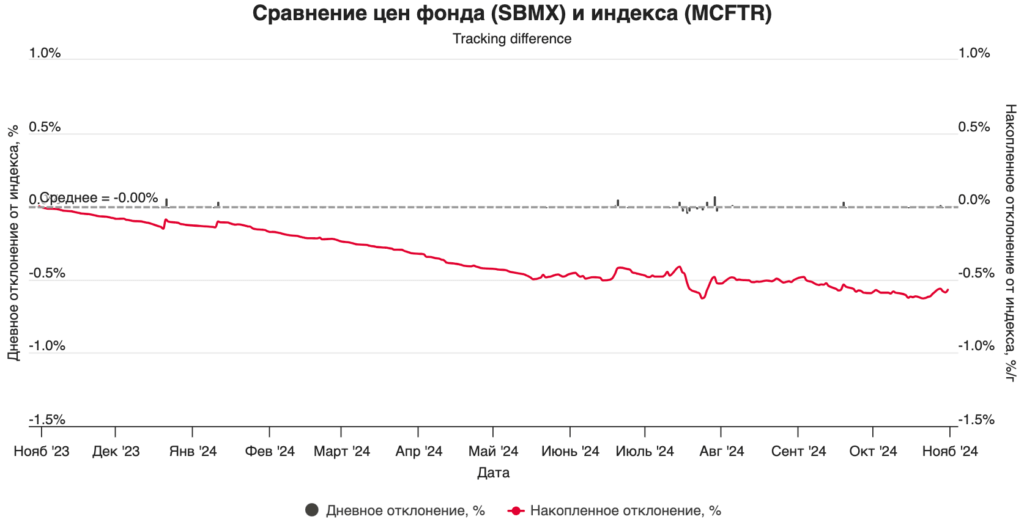 Сравнение цен фонда (SBMX) и индекса (MCFTR)
Tracking difference
1.0%
1.0%
0.5%
0.5%
Среднее = -0.00%
0.0%
0.0%
-0.5%
-0.5%
-1.0%
-1.0%
-1.5%
-1.5%
Дневное отклонение от индекса, %
Накопленное отклонение от индекса, %/г
Нояб '23
Дек '23
Янв '24
Фев '24
Март '24
Апр '24
Май '24
Июнь '24
Июль '24
Авг '24
Сент '24
Окт '24
Нояб '24
Дата
Дневное отклонение, %
Накопленное отклонение, %